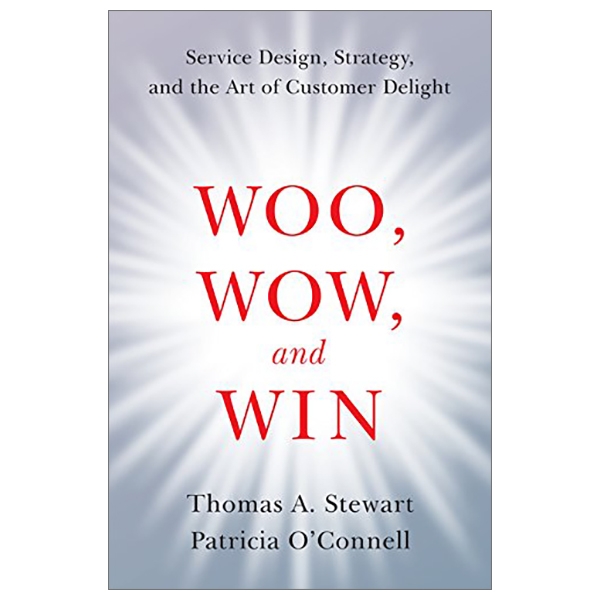 Service Design, Strategy,
and the Art of Customer Delight
WOO,
WOW,
and
WIN
Thomas A. Stewart
Patricia O'Connell